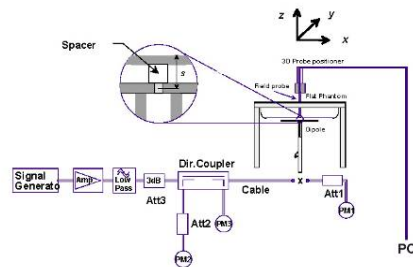 z
y
x
Spacer
s
3D Probe positioner
Field probe
Flat Phantom
Dipole
Dir.Coupler
Signal
Generato
Amp
Low
Pass
3dB
Cable
x
Att1
Att3
Att2
PM3
PM1
PM2
PC